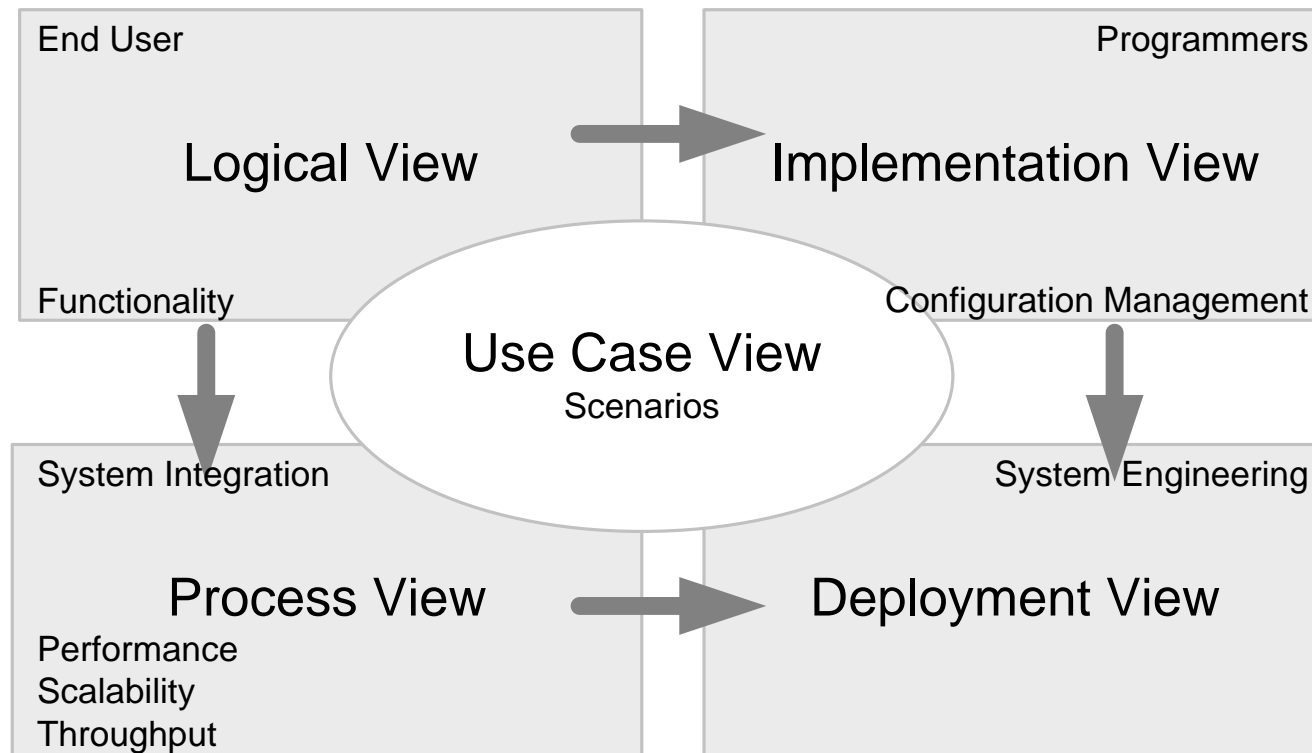 End User
Programmers
Logical View
Implementation View
Functionality
Configuration Management
Use Case View
Scenarios
System Integration
System Engineering
Process View
Deployment View
Performance
Scalability
Throughput